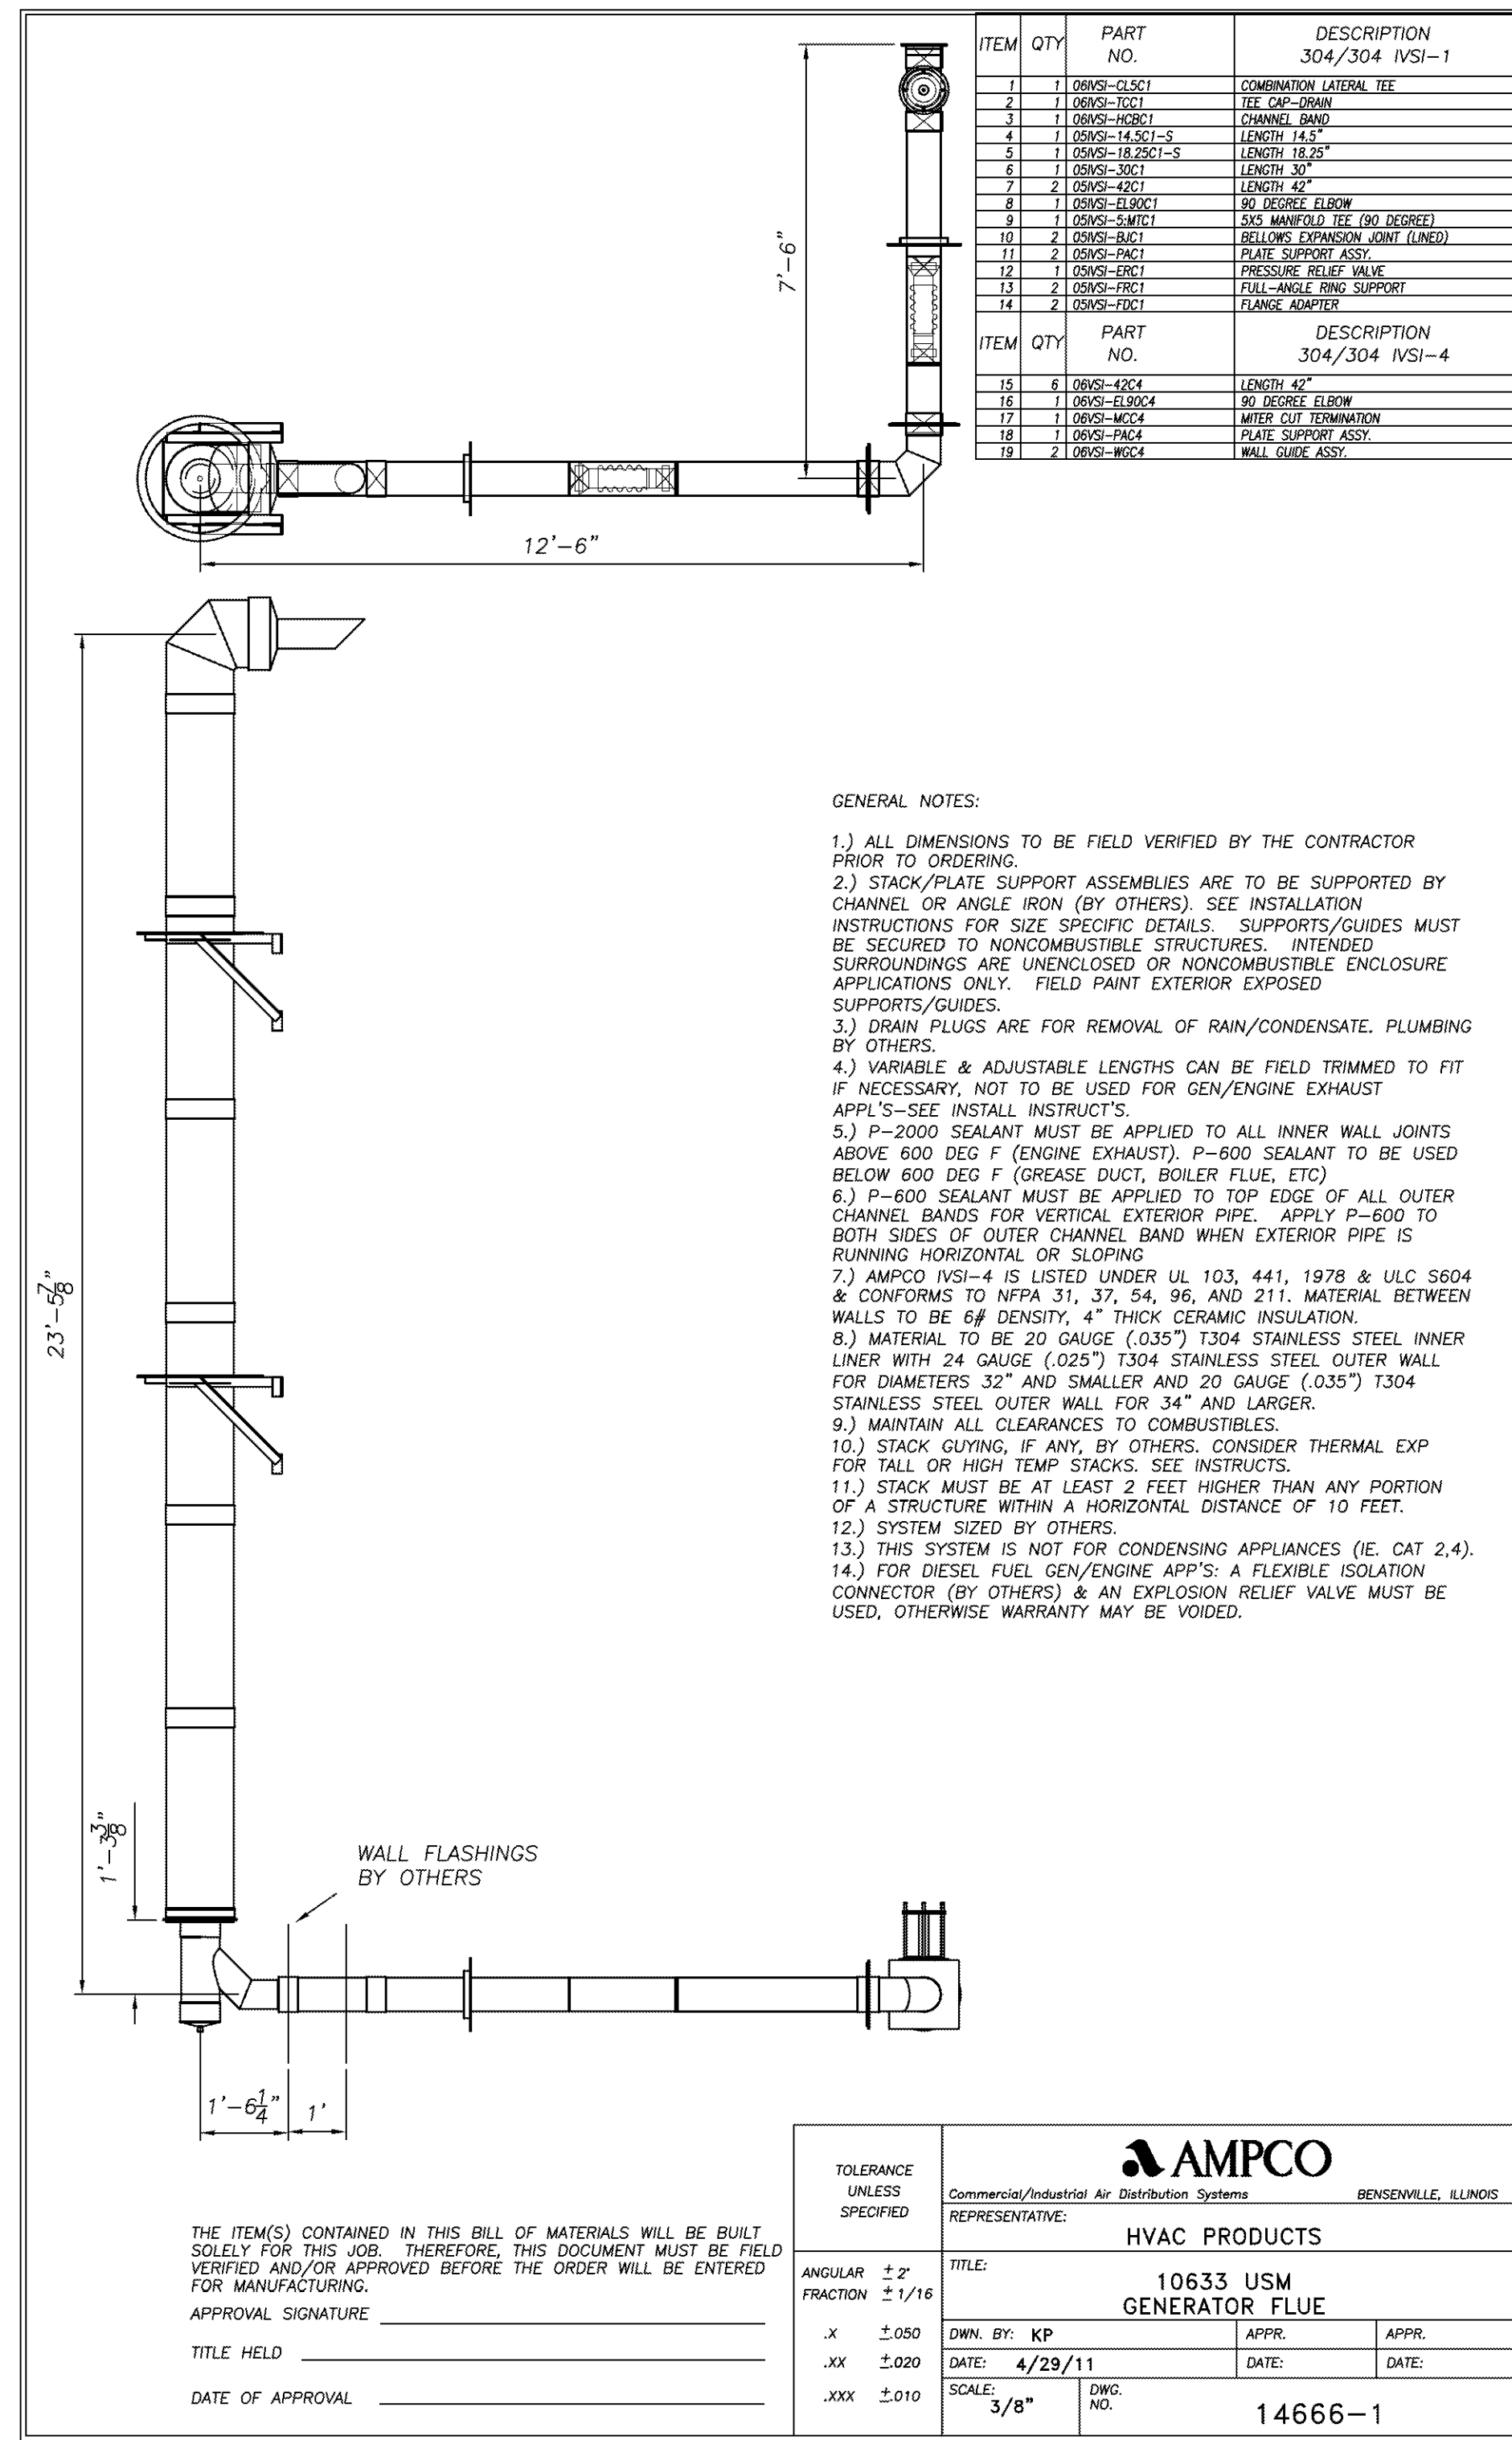 ITEM QTY PART NO. DESCRIPTION 304/304 IVSI-1
1 1 06IVSI-CL5C1 COMBINATION LATERAL TEE
2 1 06IVSI-TCC1 TEE CAP-DRAIN
3 1 06IVSI-HCBC1 CHANNEL BAND
4 1 05IVSI-14.5C1-S LENGTH 14.5"
5 1 05IVSI-18.25C1-S LENGTH 18.25"
6 1 05IVSI-30C1 LENGTH 30"
7 2 05IVSI-42C1 LENGTH 42"
8 1 05IVSI-EL90C1 90 DEGREE ELBOW
9 1 05IVSI-5:MTC1 5X5 MANIFOLD TEE (90 DEGREE)
10 2 05IVSI-BJC1 BELLOWS EXPANSION JOINT (LINED)
11 2 05IVSI-PAC1 PLATE SUPPORT ASSY.
12 1 05IVSI-ERC1 PRESSURE RELIEF VALVE
13 2 05IVSI-FRC1 FULL-ANGLE RING SUPPORT
14 2 05IVSI-FDC1 FLANGE ADAPTER
ITEM QTY PART NO. DESCRIPTION 304/304 IVSI-4
15 6 06VSI-42C4 LENGTH 42"
16 1 06VSI-EL90C4 90 DEGREE ELBOW
17 1 06VSI-MCC4 MITER CUT TERMINATION
18 1 06VSI-PAC4 PLATE SUPPORT ASSY.
19 2 06VSI-WGC4 WALL GUIDE ASSY.
7'-6"
12'-6"
GENERAL NOTES:
1.) ALL DIMENSIONS TO BE FIELD VERIFIED BY THE CONTRACTOR
PRIOR TO ORDERING.
2.) STACK/PLATE SUPPORT ASSEMBLIES ARE TO BE SUPPORTED BY
CHANNEL OR ANGLE IRON (BY OTHERS). SEE INSTALLATION
INSTRUCTIONS FOR SIZE SPECIFIC DETAILS. SUPPORTS/GUIDES MUST
BE SECURED TO NONCOMBUSTIBLE STRUCTURES. INTENDED
SURROUNDINGS ARE UNENCLOSED OR NONCOMBUSTIBLE ENCLOSURE
APPLICATIONS ONLY. FIELD PAINT EXTERIOR EXPOSED
SUPPORTS/GUIDES.
3.) DRAIN PLUGS ARE FOR REMOVAL OF RAIN/CONDENSATE. PLUMBING
BY OTHERS.
4.) VARIABLE & ADJUSTABLE LENGTHS CAN BE FIELD TRIMMED TO FIT
IF NECESSARY, NOT TO BE USED FOR GEN/ENGINE EXHAUST
APPL'S-SEE INSTALL INSTRUCT'S.
5.) P-2000 SEALANT MUST BE APPLIED TO ALL INNER WALL JOINTS
ABOVE 600 DEG F (ENGINE EXHAUST). P-600 SEALANT TO BE USED
BELOW 600 DEG F (GREASE DUCT, BOILER FLUE, ETC)
6.) P-600 SEALANT MUST BE APPLIED TO TOP EDGE OF ALL OUTER
CHANNEL BANDS FOR VERTICAL EXTERIOR PIPE. APPLY P-600 TO
BOTH SIDES OF OUTER CHANNEL BAND WHEN EXTERIOR PIPE IS
RUNNING HORIZONTAL OR SLOPING
7.) AMPCO IVSI-4 IS LISTED UNDER UL 103, 441, 1978 & ULC S604
& CONFORMS TO NFPA 31, 37, 54, 96, AND 211. MATERIAL BETWEEN
WALLS TO BE 6# DENSITY, 4" THICK CERAMIC INSULATION.
8.) MATERIAL TO BE 20 GAUGE (.035") T304 STAINLESS STEEL INNER
LINER WITH 24 GAUGE (.025") T304 STAINLESS STEEL OUTER WALL
FOR DIAMETERS 32" AND SMALLER AND 20 GAUGE (.035") T304
STAINLESS STEEL OUTER WALL FOR 34" AND LARGER.
9.) MAINTAIN ALL CLEARANCES TO COMBUSTIBLES.
10.) STACK GUYING, IF ANY, BY OTHERS. CONSIDER THERMAL EXP
FOR TALL OR HIGH TEMP STACKS. SEE INSTRUCTS.
11.) STACK MUST BE AT LEAST 2 FEET HIGHER THAN ANY PORTION
OF A STRUCTURE WITHIN A HORIZONTAL DISTANCE OF 10 FEET.
12.) SYSTEM SIZED BY OTHERS.
13.) THIS SYSTEM IS NOT FOR CONDENSING APPLIANCES (IE. CAT 2,4).
14.) FOR DIESEL FUEL GEN/ENGINE APP'S: A FLEXIBLE ISOLATION
CONNECTOR (BY OTHERS) & AN EXPLOSION RELIEF VALVE MUST BE
USED, OTHERWISE WARRANTY MAY BE VOIDED.
23'-5 7/8"
1'-3 3/8"
WALL FLASHINGS
BY OTHERS
1'-6 1/4"
1'
THE ITEM(S) CONTAINED IN THIS BILL OF MATERIALS WILL BE BUILT
SOLELY FOR THIS JOB. THEREFORE, THIS DOCUMENT MUST BE FIELD
VERIFIED AND/OR APPROVED BEFORE THE ORDER WILL BE ENTERED
FOR MANUFACTURING.
APPROVAL SIGNATURE
TITLE HELD
DATE OF APPROVAL
TOLERANCE
UNLESS
SPECIFIED
ANGULAR ±2°
FRACTION ±1/16
.X ±.050
.XX ±.020
.XXX ±.010
AMPCO
Commercial/Industrial Air Distribution Systems BENSENVILLE, ILLINOIS
REPRESENTATIVE:
HVAC PRODUCTS
TITLE:
10633 USM
GENERATOR FLUE
DWN. BY: KP APPR. APPR.
DATE: 4/29/11 DATE: DATE:
SCALE: 3/8" DWG. NO. 14666-1